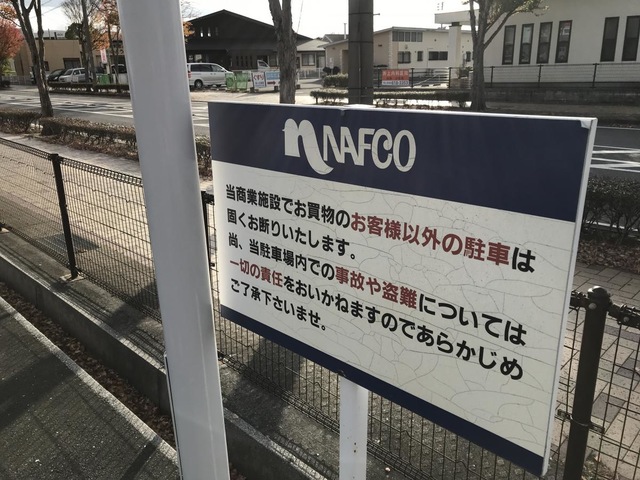 n NAFCO
当商業施設でお買物のお客様以外の駐車は
固くお断りいたします。
尚、当駐車場内での事故や盗難については
一切の責任をおいかねますのであらかじめ
ご了承下さいませ。